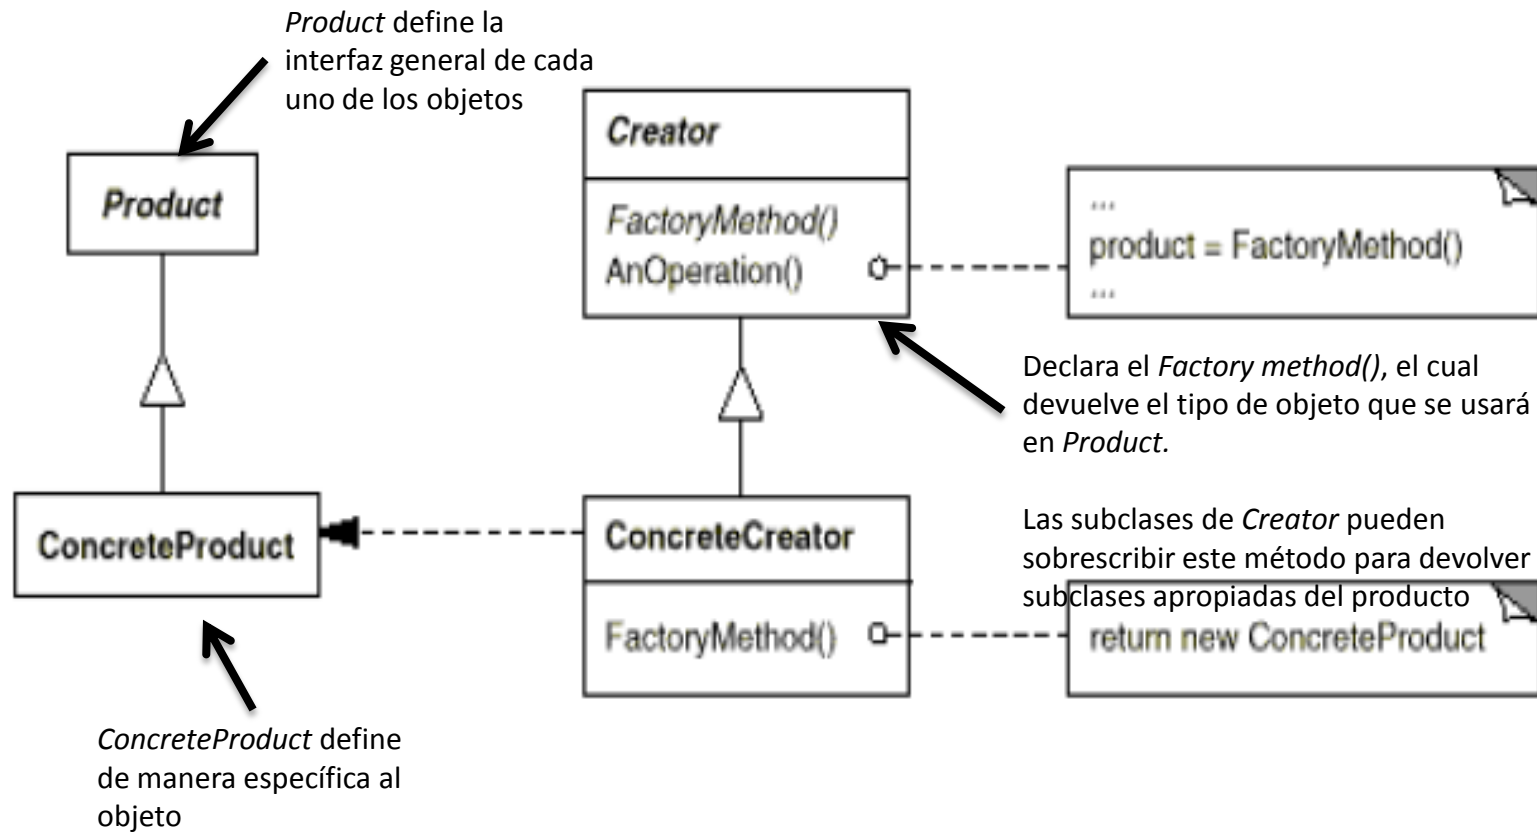 Product define la
interfaz general de cada
uno de los objetos
Product
Creator
FactoryMethod()
AnOperation()
...
product = FactoryMethod()
...
Declara el Factory method(), el cual
devuelve el tipo de objeto que se usará
en Product.
ConcreteProduct
ConcreteCreator
FactoryMethod()
Las subclases de Creator pueden
sobrescribir este método para devolver
subclases apropiadas del producto
return new ConcreteProduct
ConcreteProduct define
de manera específica al
objeto